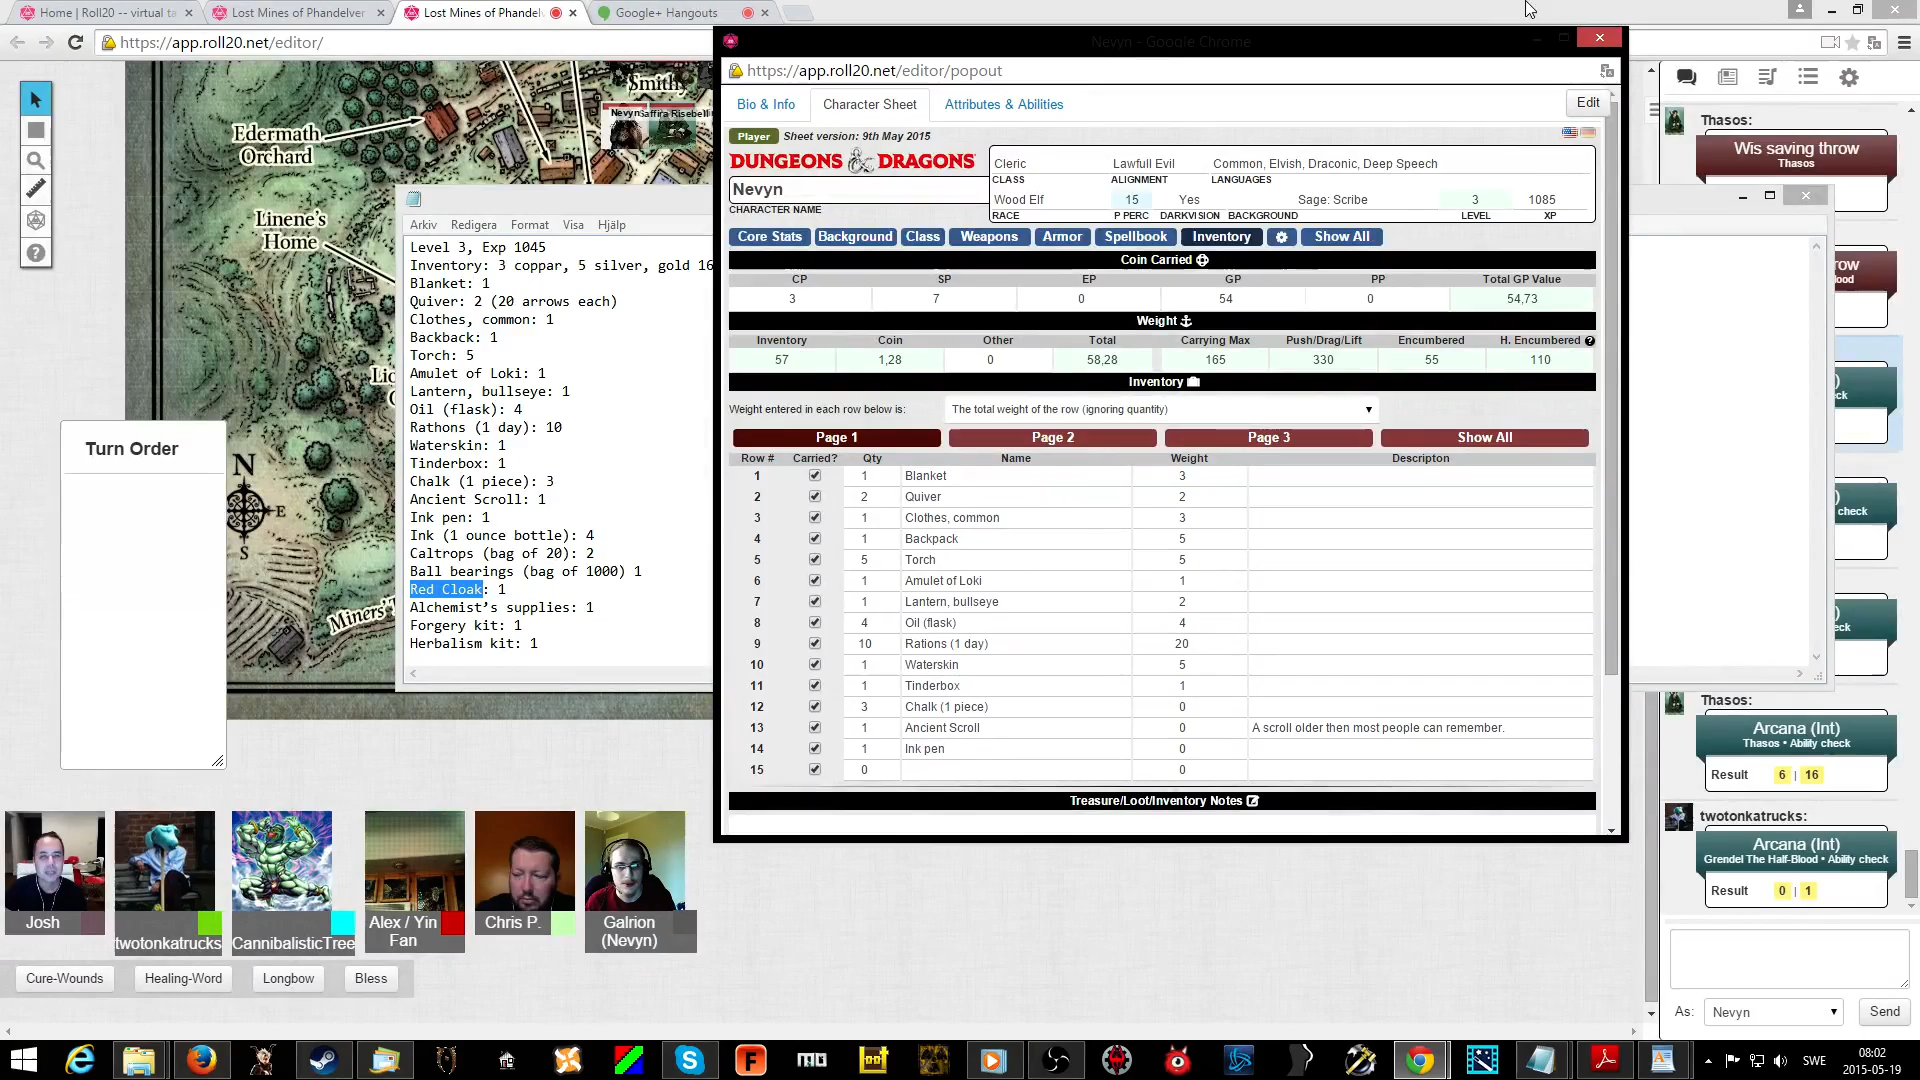 Home | Roll20 -- virtual ta
Lost Mines of Phandelver
Lost Mines of Phandelv
Google+ Hangouts
https://app.roll20.net/editor/
Nevyn - Google Chrome
https://app.roll20.net/editor/popout
Bio & Info
Character Sheet
Attributes & Abilities
Edit
Player
Sheet version: 9th May 2015
DUNGEONS & DRAGONS
Cleric
Lawfull Evil
Common, Elvish, Draconic, Deep Speech
CLASS
ALIGNMENT
LANGUAGES
Nevyn
CHARACTER NAME
Wood Elf
15
Yes
Sage: Scribe
3
1085
RACE
P PERC
DARKVISION
BACKGROUND
LEVEL
XP
Core Stats
Background
Class
Weapons
Armor
Spellbook
Inventory
Show All
Coin Carried
CP SP EP GP PP Total GP Value
3 7 0 54 0 54,73
Weight
Inventory Coin Other Total Carrying Max Push/Drag/Lift Encumbered H. Encumbered
57 1,28 0 58,28 165 330 55 110
Inventory
Weight entered in each row below is:
The total weight of the row (ignoring quantity)
Page 1
Page 2
Page 3
Show All
Row # Carried? Qty Name Weight Descripton
1 1 Blanket 3
2 2 Quiver 2
3 1 Clothes, common 3
4 1 Backpack 5
5 5 Torch 5
6 1 Amulet of Loki 1
7 1 Lantern, bullseye 2
8 4 Oil (flask) 4
9 10 Rations (1 day) 20
10 1 Waterskin 5
11 1 Tinderbox 1
12 3 Chalk (1 piece) 0
13 1 Ancient Scroll 0 A scroll older then most people can remember.
14 1 Ink pen 0
15 0 0
Treasure/Loot/Inventory Notes
Edermath
Orchard
Smithy
Nevyn
Saffira Risebel
Linene's
Home
N
E
S
Arkiv Redigera Format Visa Hjälp
Level 3, Exp 1045
Inventory: 3 coppar, 5 silver, gold 16
Blanket: 1
Quiver: 2 (20 arrows each)
Clothes, common: 1
Backback: 1
Torch: 5
Amulet of Loki: 1
Lantern, bullseye: 1
Oil (flask): 4
Rathons (1 day): 10
Waterskin: 1
Tinderbox: 1
Chalk (1 piece): 3
Ancient Scroll: 1
Ink pen: 1
Ink (1 ounce bottle): 4
Caltrops (bag of 20): 2
Ball bearings (bag of 1000) 1
Red Cloak: 1
Alchemist's supplies: 1
Forgery kit: 1
Herbalism kit: 1
Turn Order
Thasos:
Wis saving throw
Thasos
Thasos:
Arcana (Int)
Thasos • Ability check
Result 6 | 16
twotonkatrucks:
Arcana (Int)
Grendel The Half-Blood • Ability check
Result 0 | 1
Josh
twotonkatrucks
CannibalisticTree
Alex / Yin
Fan
Chris P.
Galrion
(Nevyn)
Cure-Wounds
Healing-Word
Longbow
Bless
As:
Nevyn
Send
SWE
08:02
2015-05-19